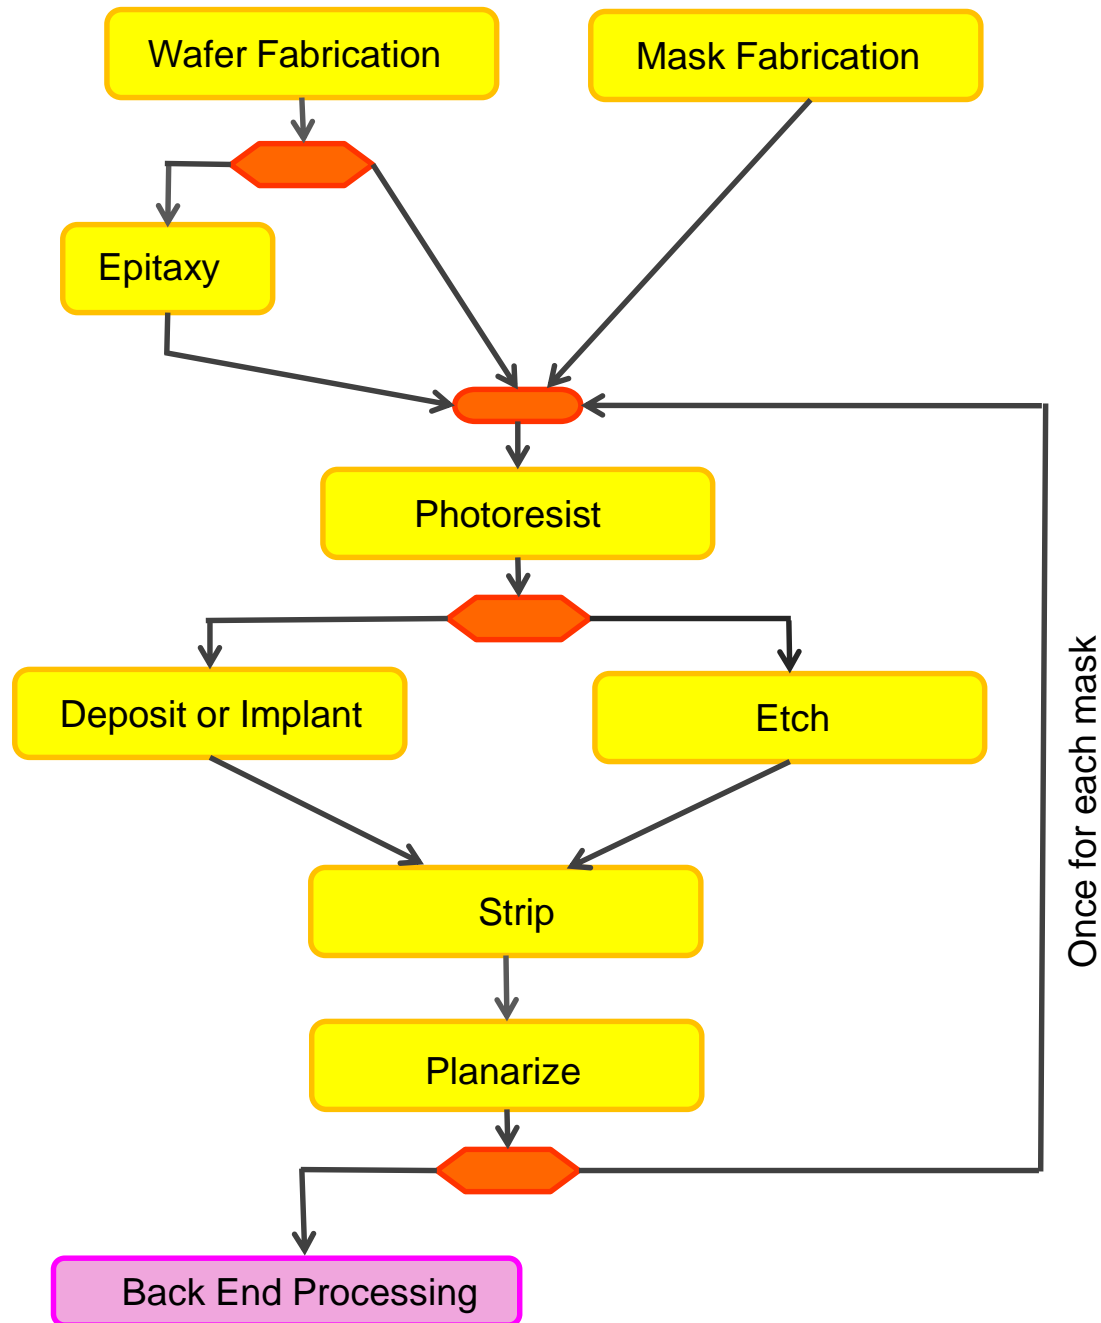 Wafer Fabrication
Mask Fabrication
Epitaxy
Photoresist
Deposit or Implant
Etch
Once for each mask
Strip
Planarize
Back End Processing